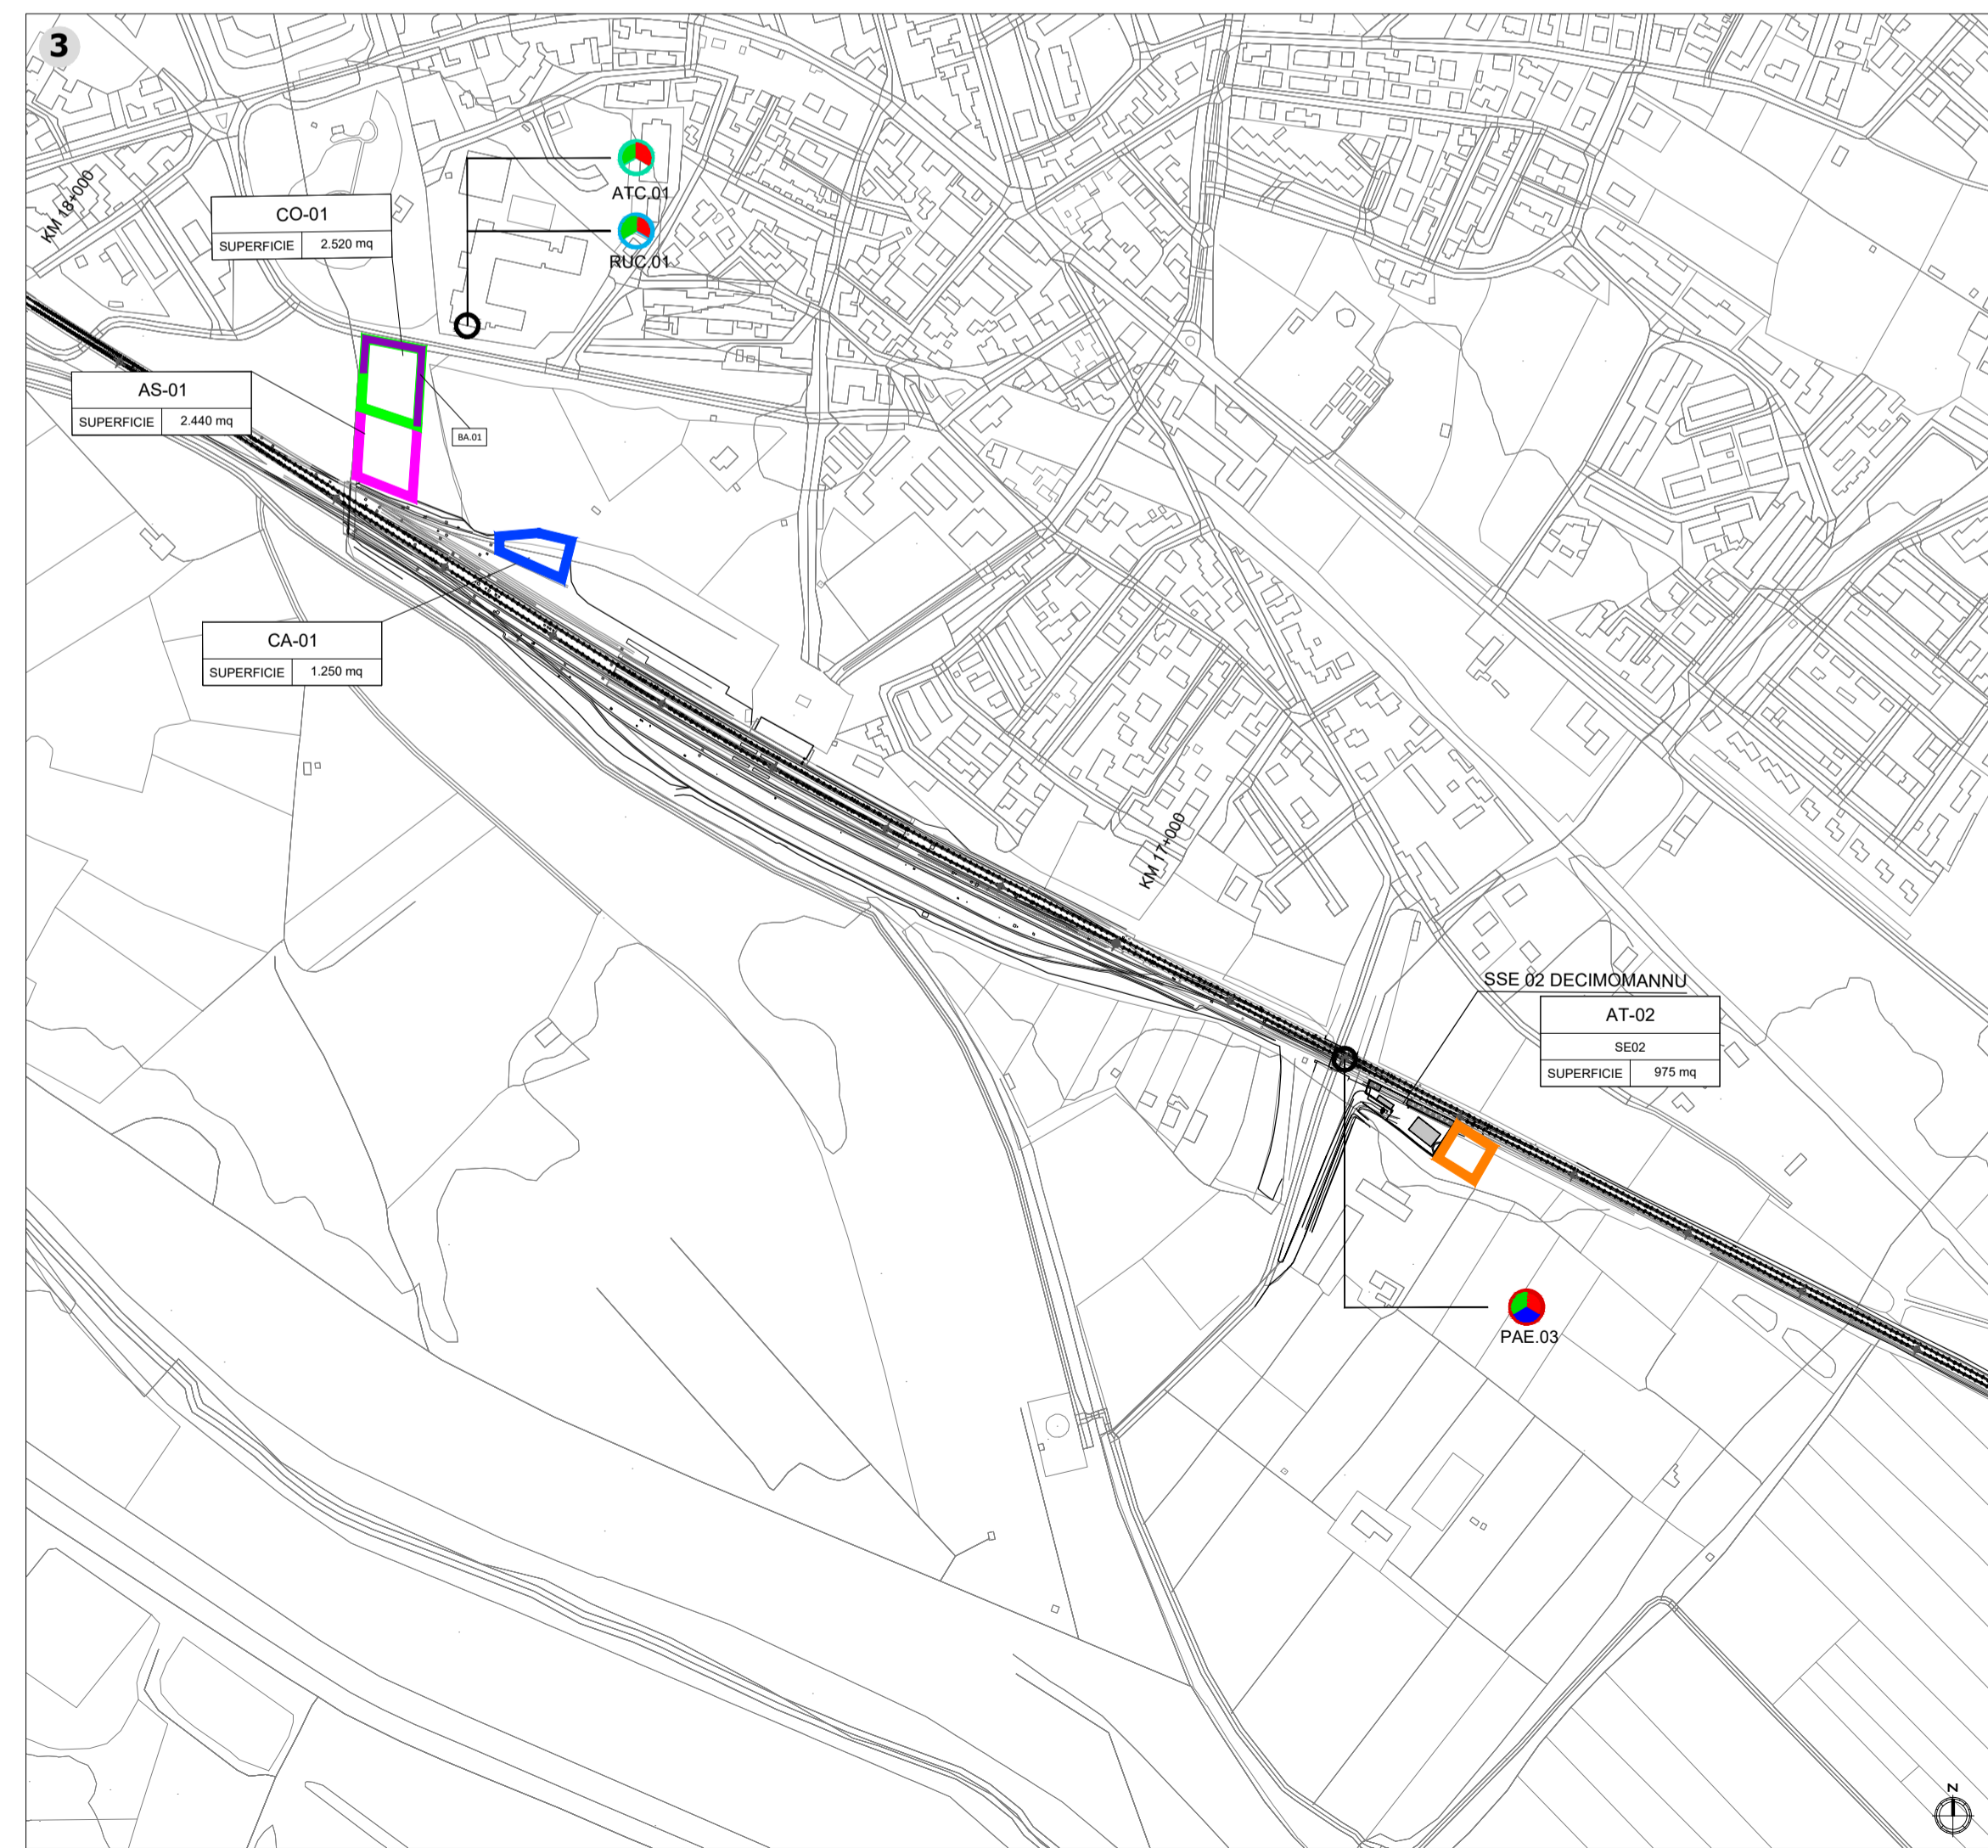 3
ATC.01
KM 18+000
CO-01
SUPERFICIE 2.520 mq
RUC.01
AS-01
SUPERFICIE 2.440 mq
BA.01
CA-01
SUPERFICIE 1.250 mq
KM 17+000
SSE 02 DECIMOMANNU
AT-02
SE02
SUPERFICIE 975 mq
PAE.03
N